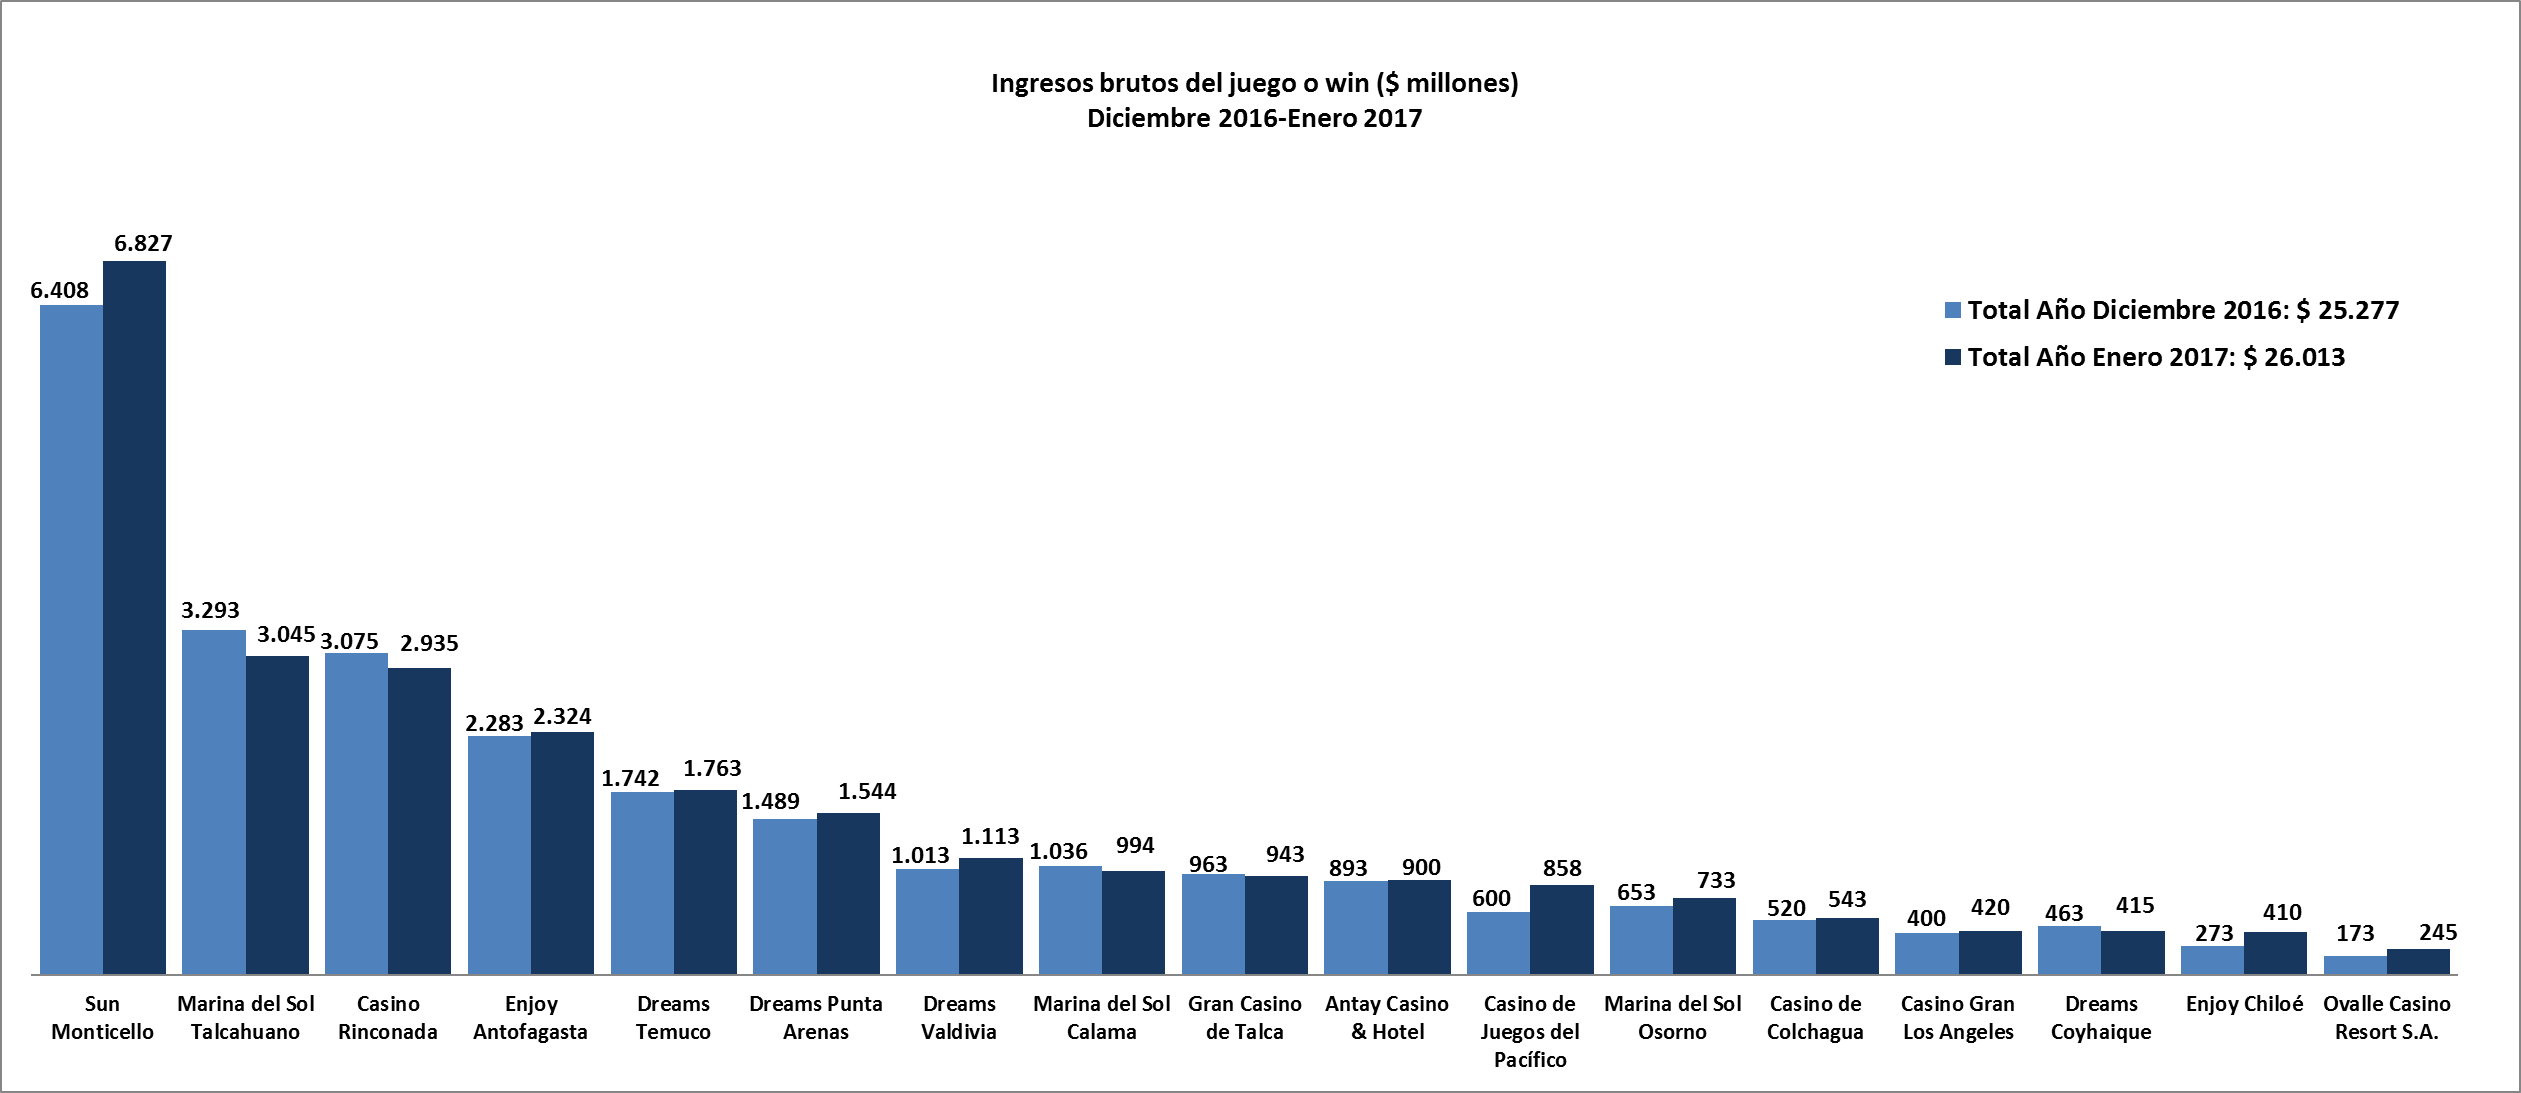 Ingresos brutos del juego o win ($ millones)
Diciembre 2016-Enero 2017
Total Año Diciembre 2016: $ 25.277
Total Año Enero 2017: $ 26.013
6.408
6.827
3.293
3.045
3.075
2.935
2.283
2.324
1.742
1.763
1.489
1.544
1.013
1.113
1.036
994
963
943
893
900
600
858
653
733
520
543
400
420
463
415
273
410
173
245
Sun
Monticello
Marina del Sol
Talcahuano
Casino
Rinconada
Enjoy
Antofagasta
Dreams
Temuco
Dreams Punta
Arenas
Dreams
Valdivia
Marina del Sol
Calama
Gran Casino
de Talca
Antay Casino
& Hotel
Casino de
Juegos del
Pacífico
Marina del Sol
Osorno
Casino de
Colchagua
Casino Gran
Los Angeles
Dreams
Coyhaique
Enjoy Chiloé
Ovalle Casino
Resort S.A.